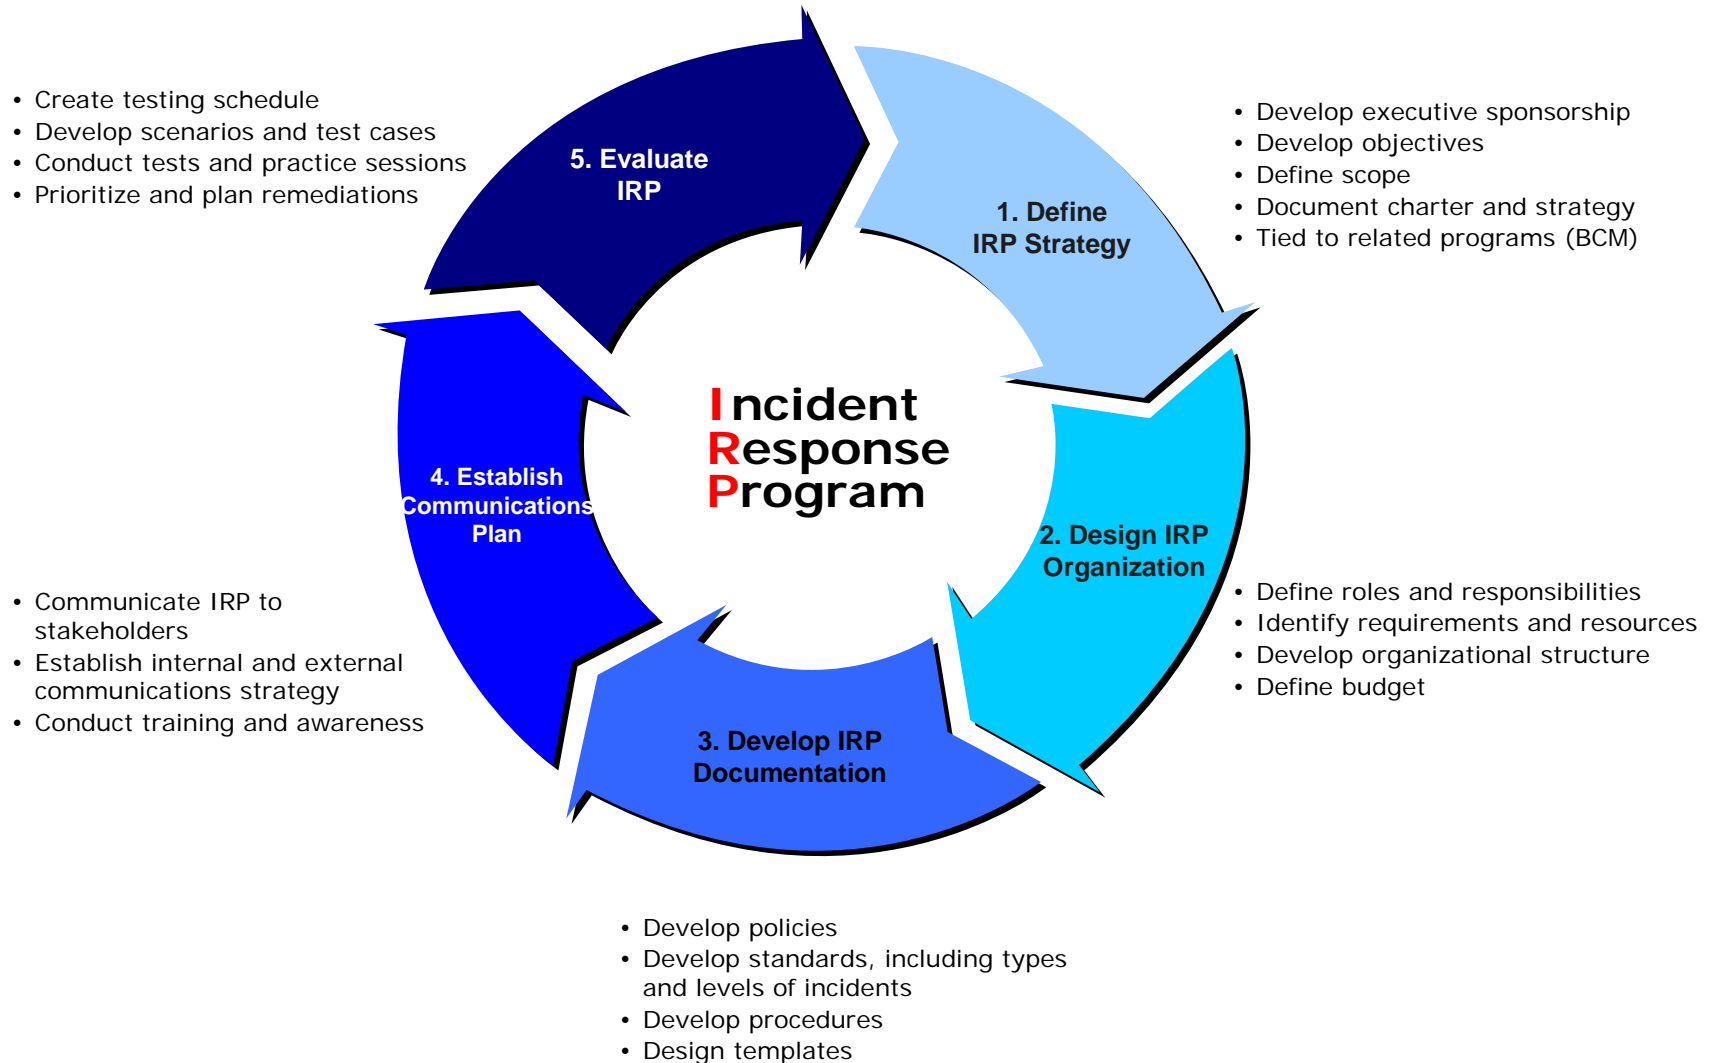 • Create testing schedule
• Develop scenarios and test cases
• Conduct tests and practice sessions
• Prioritize and plan remediations
5. Evaluate
IRP
1. Define
IRP Strategy
• Develop executive sponsorship
• Develop objectives
• Define scope
• Document charter and strategy
• Tied to related programs (BCM)
Incident
Response
Program
4. Establish
Communications
Plan
2. Design IRP
Organization
• Communicate IRP to
stakeholders
• Establish internal and external
communications strategy
• Conduct training and awareness
• Define roles and responsibilities
• Identify requirements and resources
• Develop organizational structure
• Define budget
3. Develop IRP
Documentation
• Develop policies
• Develop standards, including types
and levels of incidents
• Develop procedures
• Design templates